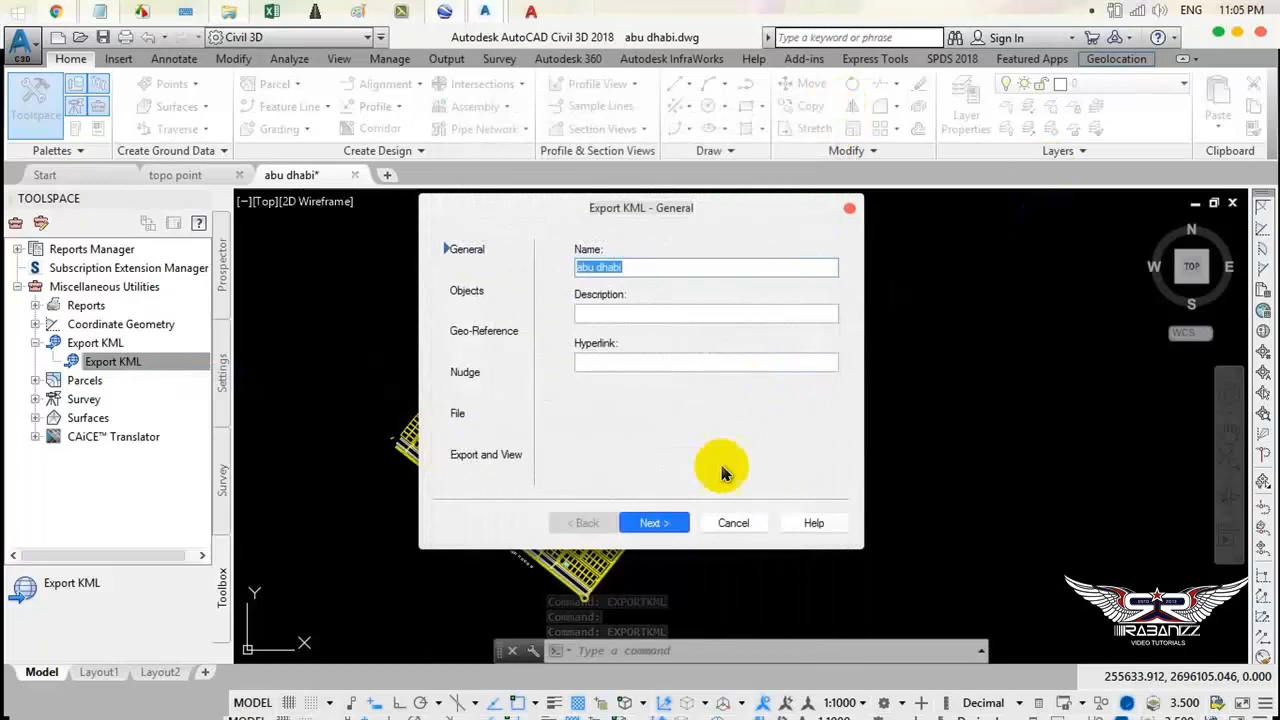 ENG
11:05 PM
C3D
Civil 3D
Autodesk AutoCAD Civil 3D 2018 abu dhabi.dwg
Type a keyword or phrase
Sign In
Home Insert Annotate Modify Analyze View Manage Output Survey Autodesk 360 Autodesk InfraWorks Help Add-ins Express Tools SPDS 2018 Featured Apps Geolocation
Toolspace
Points
Surfaces
Traverse
Parcel
Feature Line
Grading
Alignment
Profile
Corridor
Intersections
Assembly
Pipe Network
Profile View
Sample Lines
Section Views
Move
Copy
Stretch
Layer
Properties
0
Paste
Palettes
Create Ground Data
Create Design
Profile & Section Views
Draw
Modify
Layers
Clipboard
Start
topo point
abu dhabi*
TOOLSPACE
Reports Manager
Subscription Extension Manager
Miscellaneous Utilities
Reports
Coordinate Geometry
Export KML
Export KML
Parcels
Survey
Surfaces
CAiCE™ Translator
Prospector
Settings
Survey
Toolbox
Export KML
[−][Top][2D Wireframe]
Export KML - General
General
Objects
Geo-Reference
Nudge
File
Export and View
Name:
abu dhabi
Description:
Hyperlink:
< Back
Next >
Cancel
Help
N
W
TOP
E
S
WCS
Y
X
Command: EXPORTKML
Command:
Command: EXPORTKML
Type a command
RABANIZZ
VIDEO TUTORIALS
Model
Layout1
Layout2
255633.912, 2696105.046, 0.000
MODEL
1:1000
Decimal
3.500